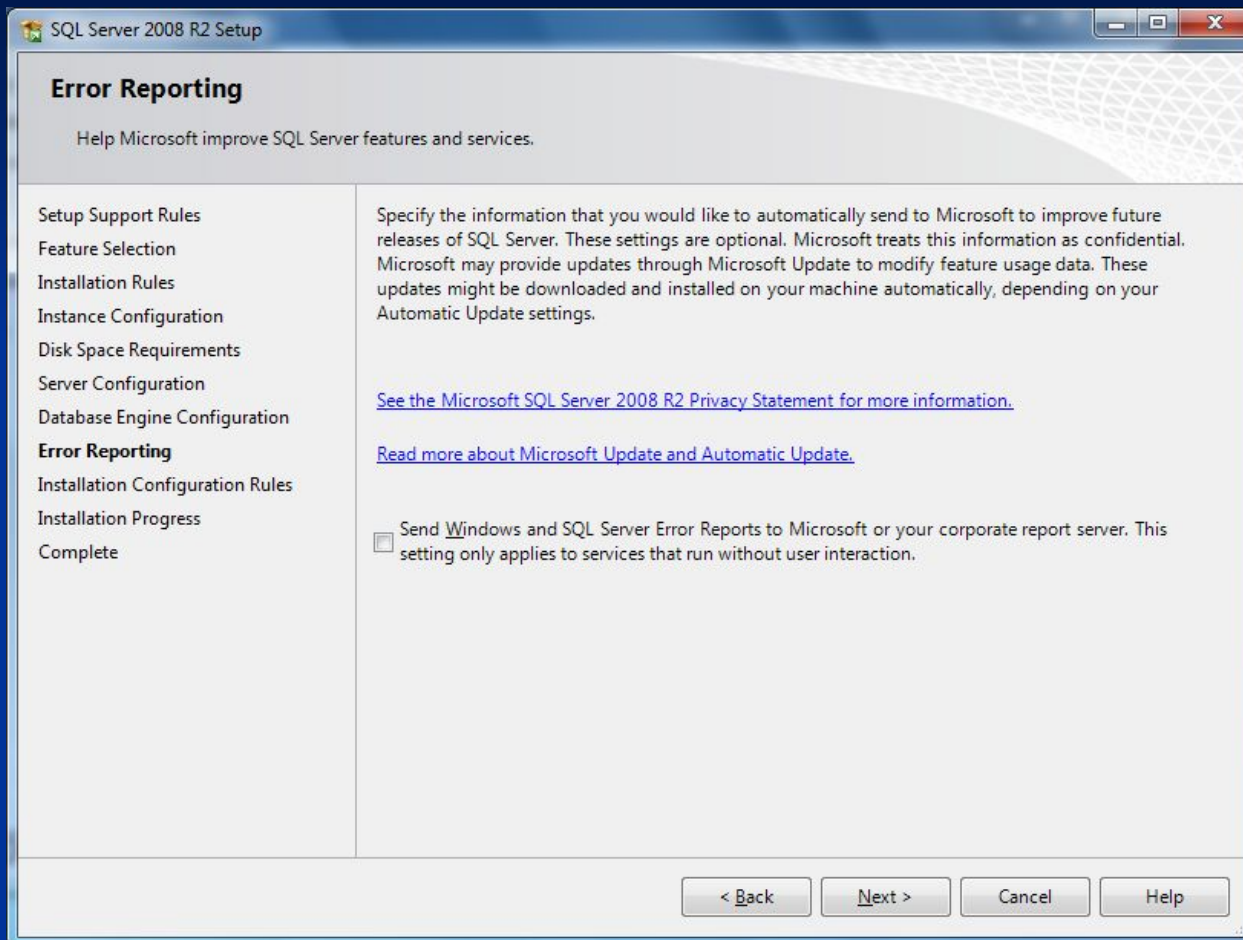 SQL Server 2008 R2 Setup
Error Reporting
Help Microsoft improve SQL Server features and services.
Setup Support Rules
Feature Selection
Installation Rules
Instance Configuration
Disk Space Requirements
Server Configuration
Database Engine Configuration
Error Reporting
Installation Configuration Rules
Installation Progress
Complete
Specify the information that you would like to automatically send to Microsoft to improve future
releases of SQL Server. These settings are optional. Microsoft treats this information as confidential.
Microsoft may provide updates through Microsoft Update to modify feature usage data. These
updates might be downloaded and installed on your machine automatically, depending on your
Automatic Update settings.
See the Microsoft SQL Server 2008 R2 Privacy Statement for more information.
Read more about Microsoft Update and Automatic Update.
Send Windows and SQL Server Error Reports to Microsoft or your corporate report server. This
setting only applies to services that run without user interaction.
< Back
Next >
Cancel
Help